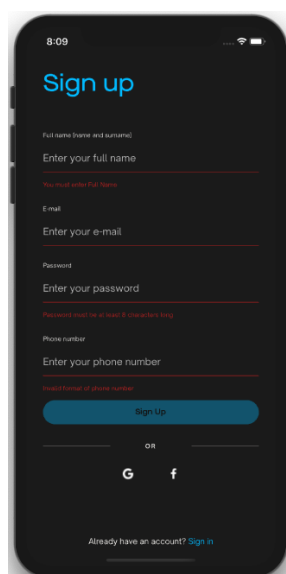 8:09
Sign up
Full name (name and surname)
Enter your full name
You must enter Full Name
E-mail
Enter your e-mail
Password
Enter your password
Password must be at least 8 characters long
Phone number
Enter your phone number
Invalid format of phone number
Sign Up
OR
G f
Already have an account? Sign in